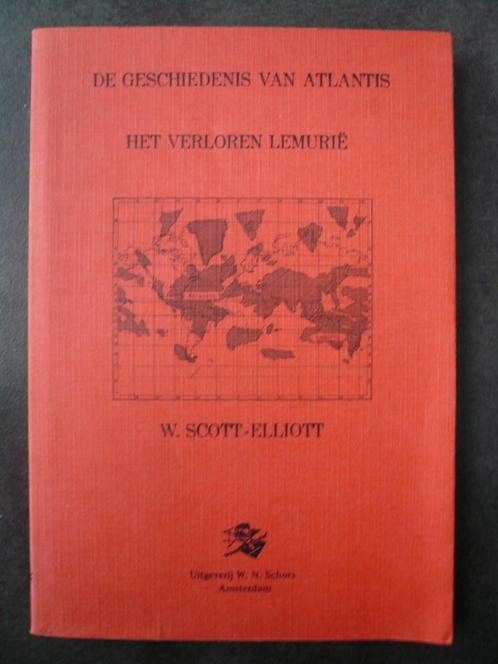 DE GESCHIEDENIS VAN ATLANTIS
HET VERLOREN LEMURIË
W. SCOTT-ELLIOTT
Uitgeverij W. N. Schors
Amsterdam